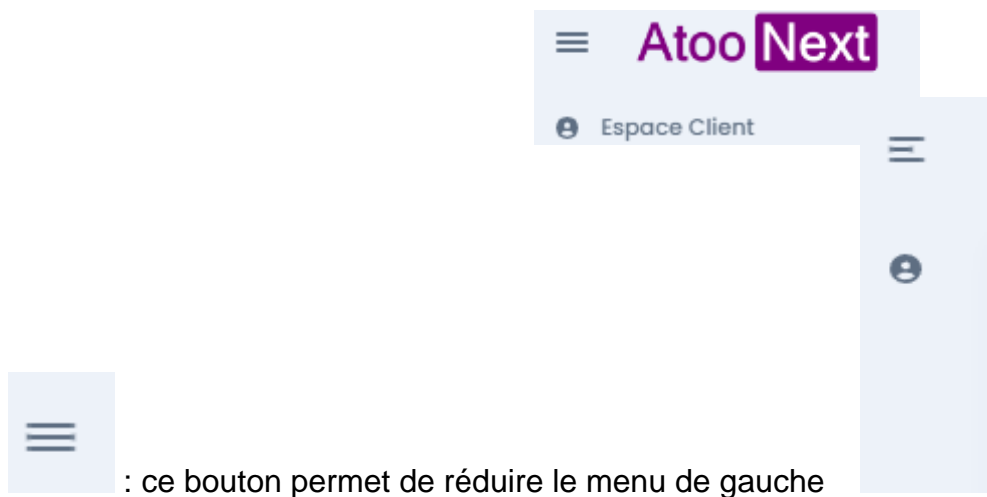 Atoo Next
Espace Client
: ce bouton permet de réduire le menu de gauche